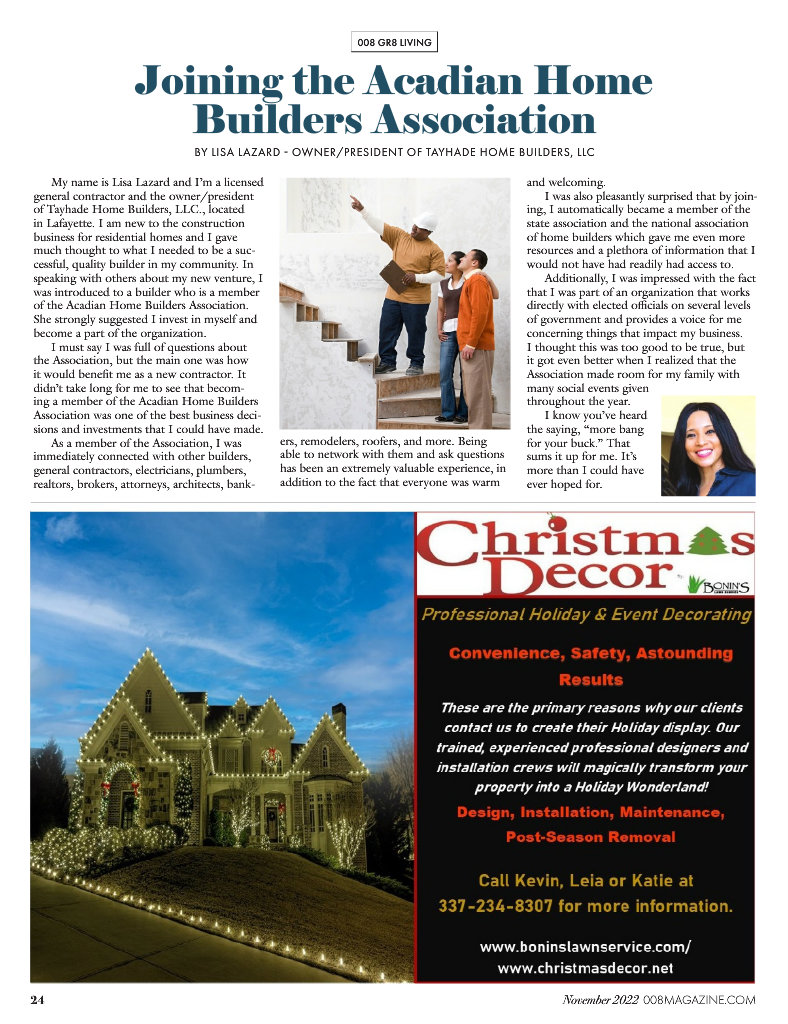 008 GR8 LIVING
Joining the Acadian Home
Builders Association
BY LISA LAZARD - OWNER/PRESIDENT OF TAYHADE HOME BUILDERS, LLC
My name is Lisa Lazard and I'm a licensed
general contractor and the owner/president
of Tayhade Home Builders, LLC., located
in Lafayette. I am new to the construction
business for residential homes and I gave
much thought to what I needed to be a suc-
cessful, quality builder in my community. In
speaking with others about my new venture, I
was introduced to a builder who is a member
of the Acadian Home Builders Association.
She strongly suggested I invest in myself and
become a part of the organization.
I must say I was full of questions about
the Association, but the main one was how
it would benefit me as a new contractor. It
didn't take long for me to see that becom-
ing a member of the Acadian Home Builders
Association was one of the best business deci-
sions and investments that I could have made.
As a member of the Association, I was
immediately connected with other builders,
general contractors, electricians, plumbers,
realtors, brokers, attorneys, architects, bank-
ers, remodelers, roofers, and more. Being
able to network with them and ask questions
has been an extremely valuable experience, in
addition to the fact that everyone was warm
and welcoming.
I was also pleasantly surprised that by join-
ing, I automatically became a member of the
state association and the national association
of home builders which gave me even more
resources and a plethora of information that I
would not have had readily had access to.
Additionally, I was impressed with the fact
that I was part of an organization that works
directly with elected officials on several levels
of government and provides a voice for me
concerning things that impact my business.
I thought this was too good to be true, but
it got even better when I realized that the
Association made room for my family with
many social events given
throughout the year.
I know you've heard
the saying, "more bang
for your buck." That
sums it up for me. It's
more than I could have
ever hoped for.
Christmas
Decor
by
BONIN'S
Professional Holiday & Event Decorating
Convenience, Safety, Astounding
Results
These are the primary reasons why our clients
contact us to create their Holiday display. Our
trained, experienced professional designers and
installation crews will magically transform your
property into a Holiday Wonderland!
Design, Installation, Maintenance,
Post-Season Removal
Call Kevin, Leia or Katie at
337-234-8307 for more information.
www.boninslawnservice.com/
www.christmasdecor.net
24
November 2022 008MAGAZINE.COM